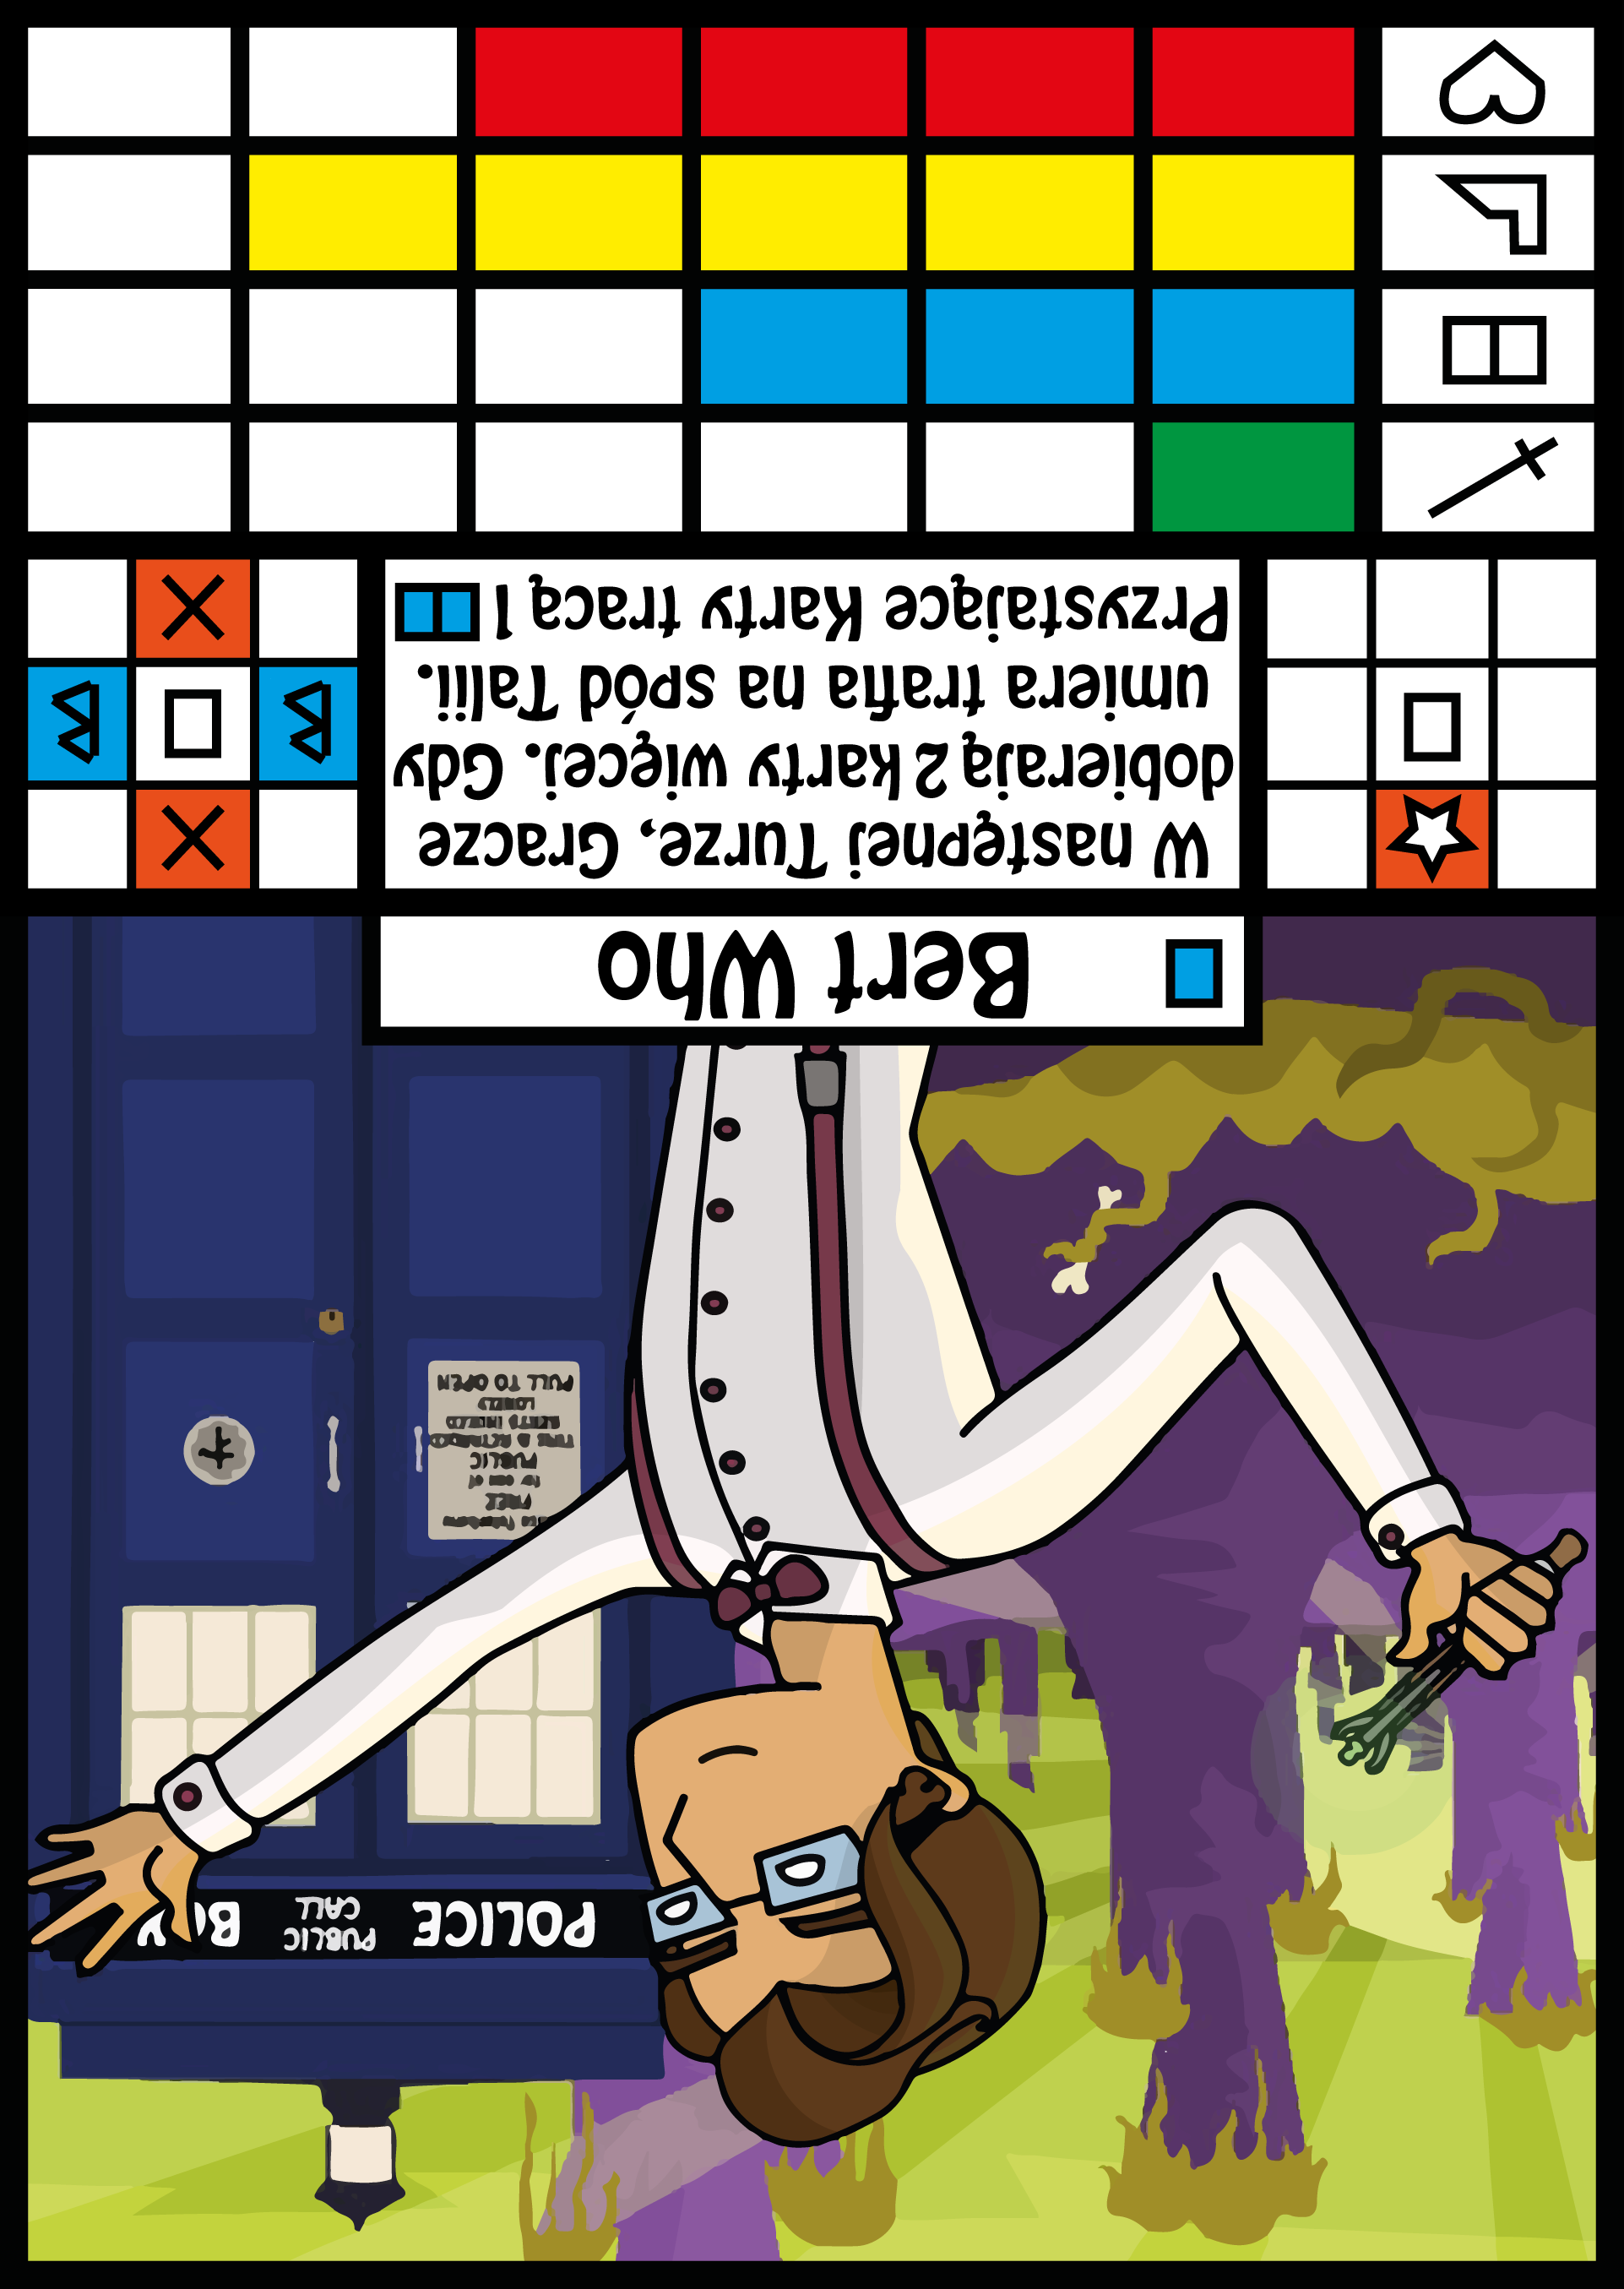 POLICE
PUBLIC
CALL
PULL TO OPEN
Bert Who
W następnej Turze, Gracze
dobierają 2 karty więcej. Gdy
umiera trafia na spód Talii.
Przystające Karty tracą 1